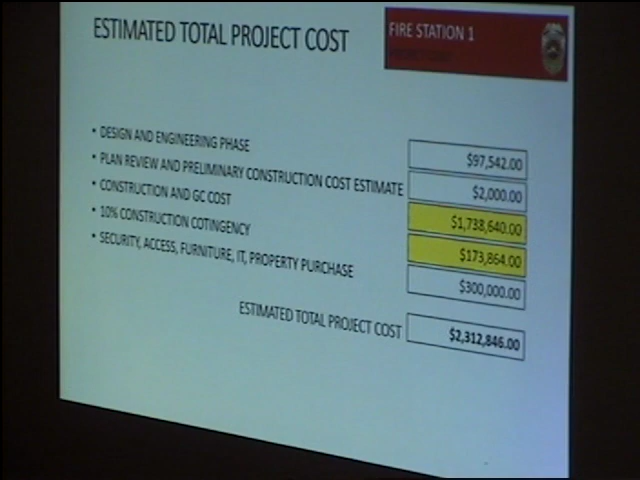 ESTIMATED TOTAL PROJECT COST
FIRE STATION 1
• DESIGN AND ENGINEERING PHASE $97,542.00
• PLAN REVIEW AND PRELIMINARY CONSTRUCTION COST ESTIMATE $2,000.00
• CONSTRUCTION AND GC COST $1,738,640.00
• 10% CONSTRUCTION COTINGENCY $173,864.00
• SECURITY, ACCESS, FURNITURE, IT, PROPERTY PURCHASE $300,000.00
ESTIMATED TOTAL PROJECT COST $2,312,846.00